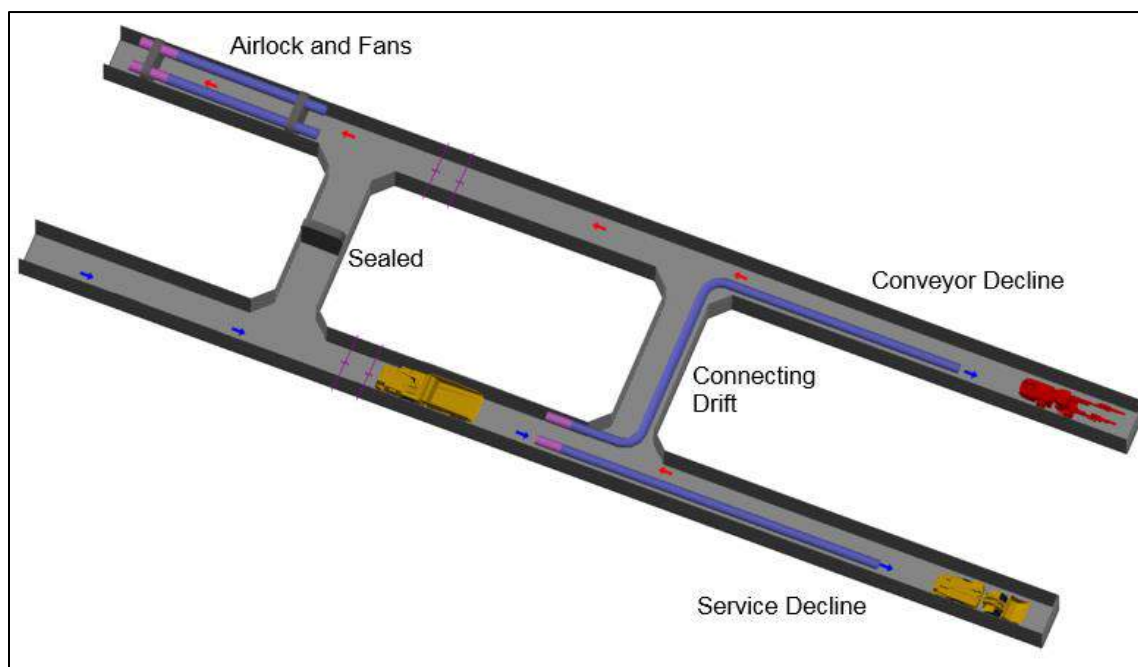 Airlock and Fans
Sealed
Conveyor Decline
Connecting
Drift
Service Decline